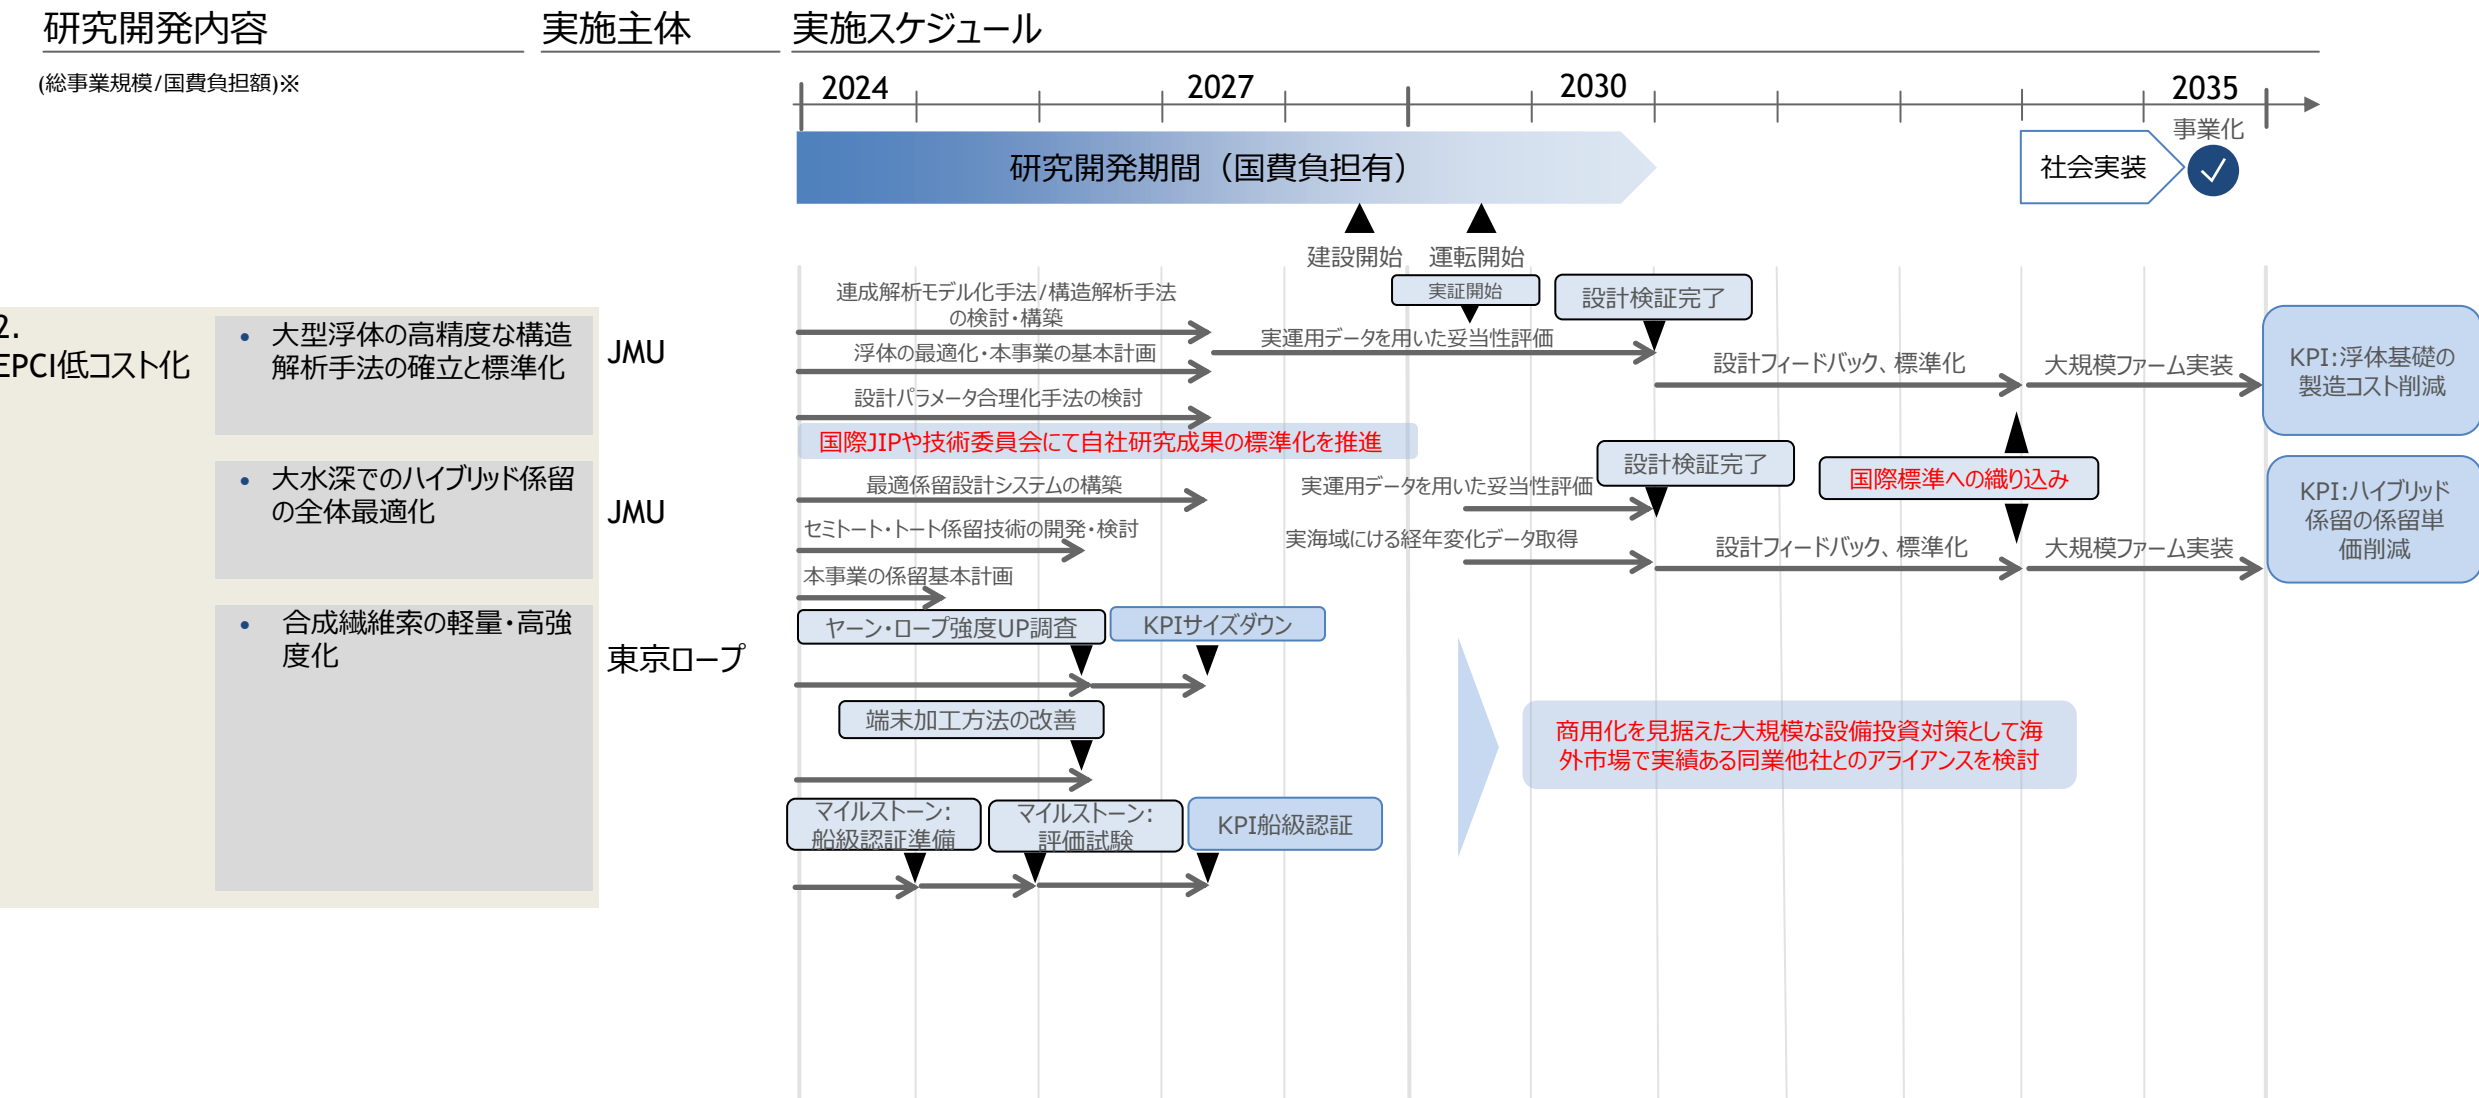 研究開発内容
実施主体
実施スケジュール
(総事業規模/国費負担額)※
2024
2027
2030
2035
事業化
研究開発期間（国費負担有）
社会実装
建設開始
運転開始
2.
EPCI低コスト化
• 大型浮体の高精度な構造
解析手法の確立と標準化
JMU
連成解析モデル化手法/構造解析手法
の検討・構築
浮体の最適化・本事業の基本計画
設計パラメータ合理化手法の検討
実証開始
設計検証完了
実運用データを用いた妥当性評価
設計フィードバック、標準化
大規模ファーム実装
KPI:浮体基礎の
製造コスト削減
国際JIPや技術委員会にて自社研究成果の標準化を推進
• 大水深でのハイブリッド係留
の全体最適化
JMU
最適係留設計システムの構築
セミトート・トート係留技術の開発・検討
本事業の係留基本計画
実運用データを用いた妥当性評価
設計検証完了
実海域にける経年変化データ取得
国際標準への織り込み
設計フィードバック、標準化
大規模ファーム実装
KPI:ハイブリッド
係留の係留単
価削減
• 合成繊維索の軽量・高強
度化
東京ロープ
ヤーン・ロープ強度UP調査
KPIサイズダウン
端末加工方法の改善
マイルストーン:
船級認証準備
マイルストーン:
評価試験
KPI船級認証
商用化を見据えた大規模な設備投資対策として海
外市場で実績ある同業他社とのアライアンスを検討